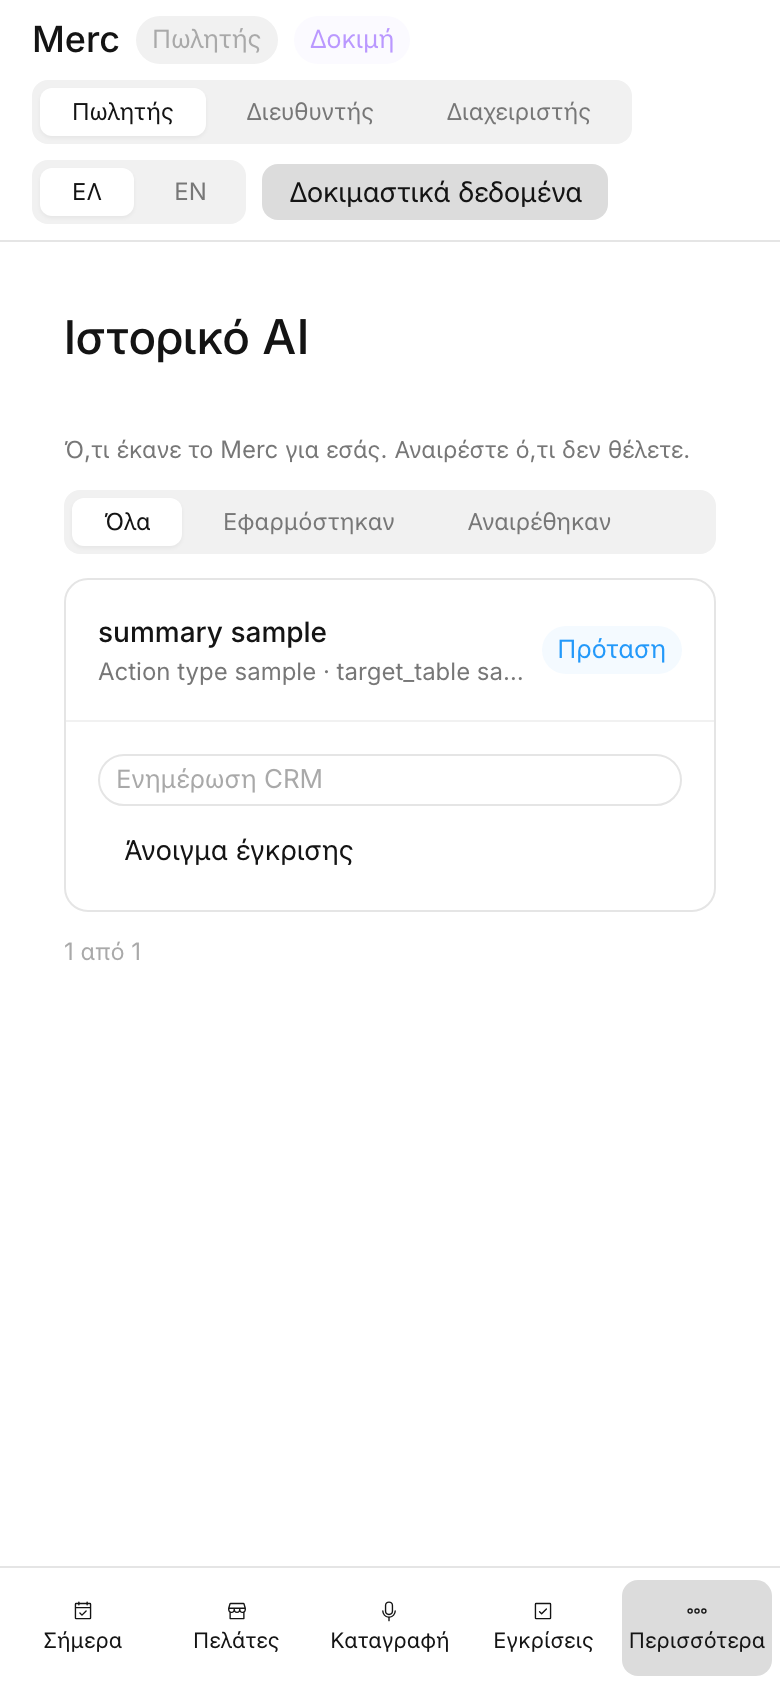 Merc Πωλητής Δοκιμή
Πωλητής Διευθυντής Διαχειριστής
ΕΛ EN Δοκιμαστικά δεδομένα
Ιστορικό AI
Ό,τι έκανε το Merc για εσάς. Αναιρέστε ό,τι δεν θέλετε.
Όλα Εφαρμόστηκαν Αναιρέθηκαν
summary sample
Πρόταση
Action type sample · target_table sa...
Ενημέρωση CRM
Άνοιγμα έγκρισης
1 από 1
Σήμερα Πελάτες Καταγραφή Εγκρίσεις Περισσότερα